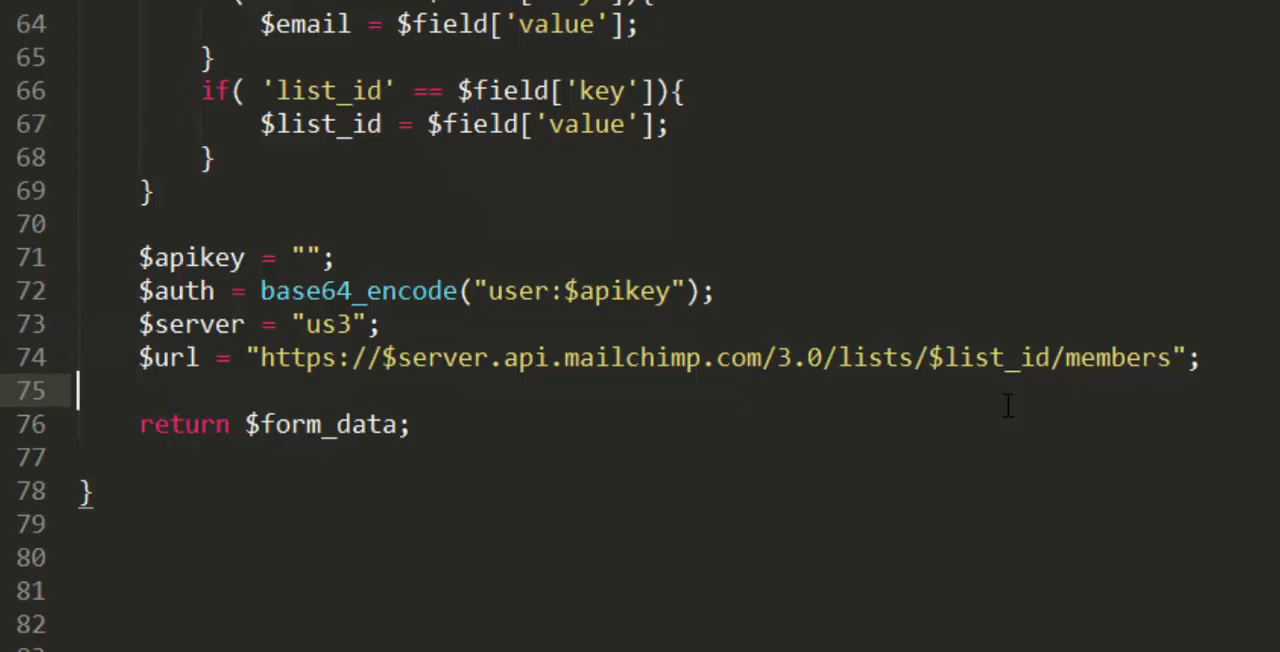 64 $email = $field['value'];
65 }
66 if( 'list_id' == $field['key']){
67 $list_id = $field['value'];
68 }
69 }
70
71 $apikey = "";
72 $auth = base64_encode("user:$apikey");
73 $server = "us3";
74 $url = "https://$server.api.mailchimp.com/3.0/lists/$list_id/members";
75
76 return $form_data;
77
78 }
79
80
81
82